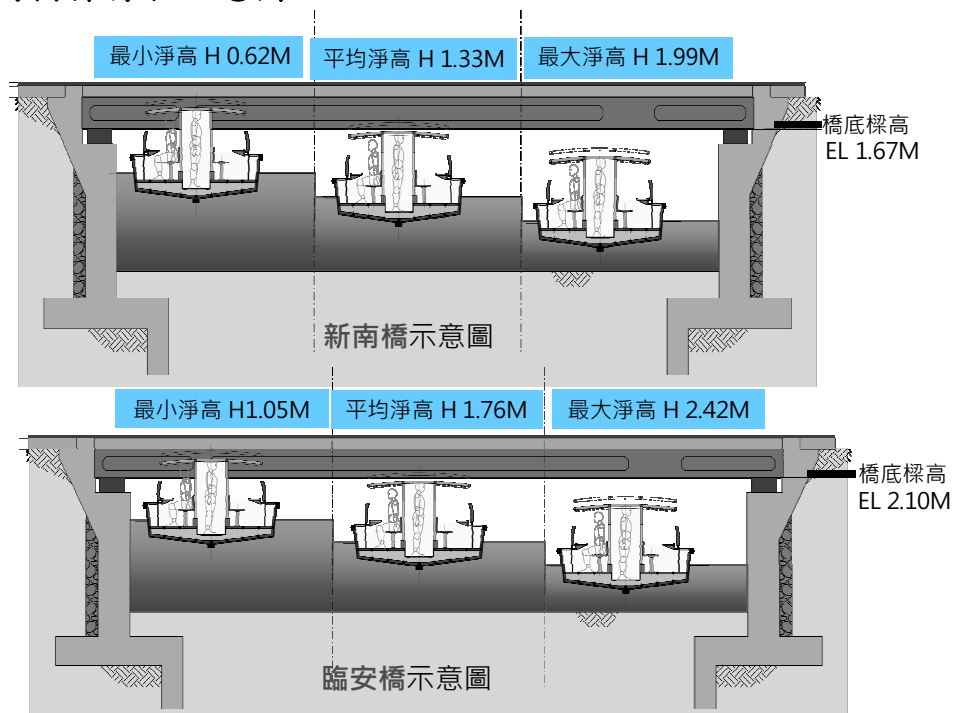 最小淨高 H 0.62M
平均淨高 H 1.33M
最大淨高 H 1.99M
橋底樑高
EL 1.67M
新南橋示意圖
最小淨高 H1.05M
平均淨高 H 1.76M
最大淨高 H 2.42M
橋底樑高
EL 2.10M
臨安橋示意圖